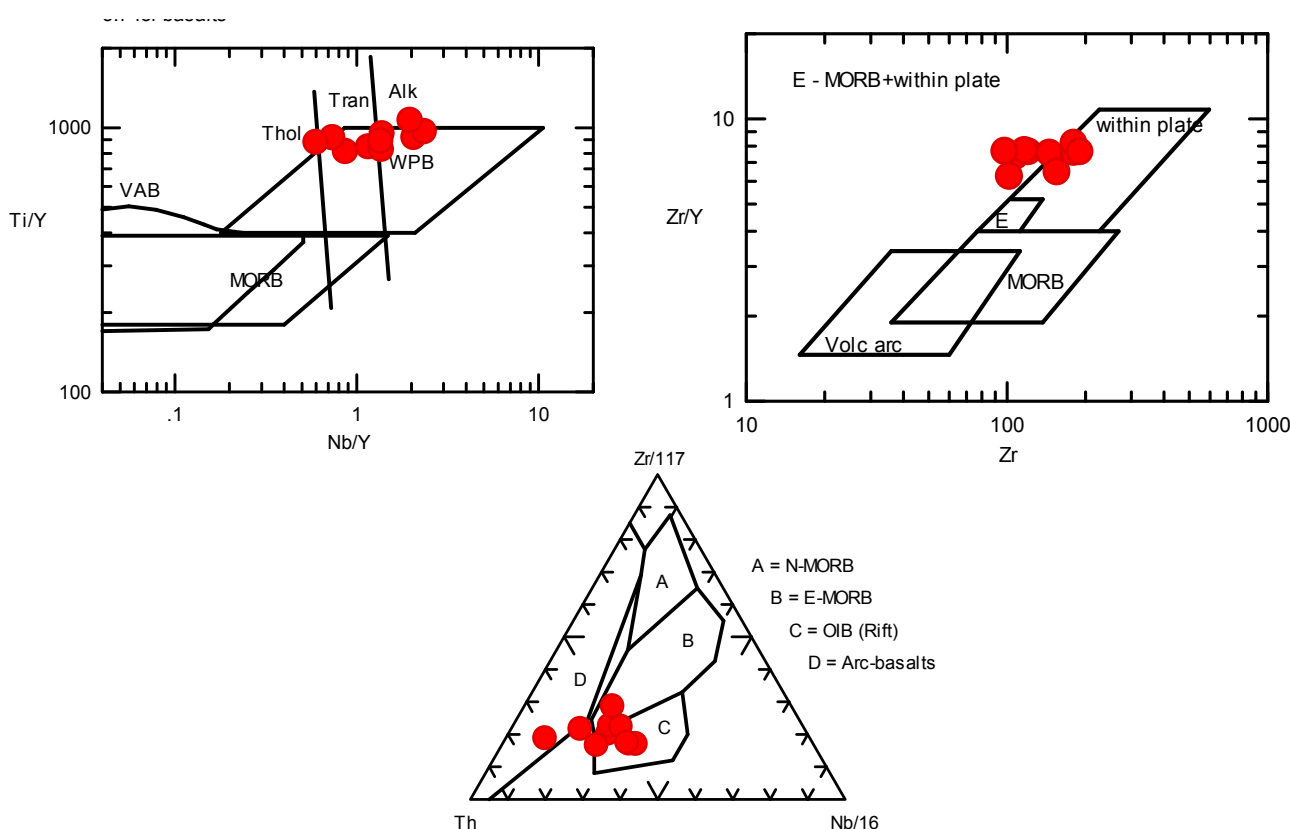 1000
100
Ti/Y
.1
1
10
Nb/Y
VAB
Thol
Tran
Alk
WPB
MORB
E - MORB+within plate
within plate
10
1
Zr/Y
E
MORB
Volc arc
10
100
1000
Zr
Zr/117
A
B
C
D
Th
Nb/16
A = N-MORB
B = E-MORB
C = OIB (Rift)
D = Arc-basalts